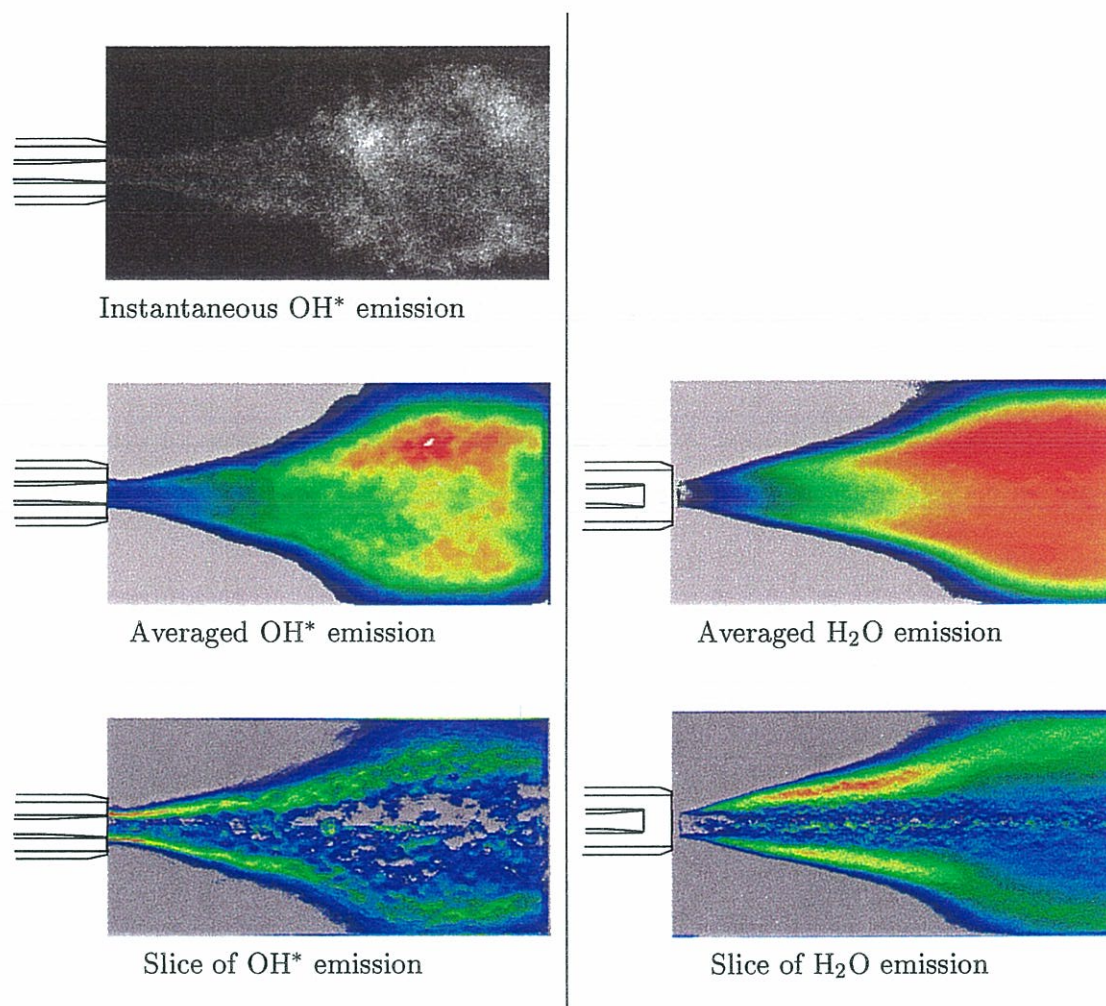 Instantaneous OH* emission
Averaged OH* emission
Averaged H₂O emission
Slice of OH* emission
Slice of H₂O emission